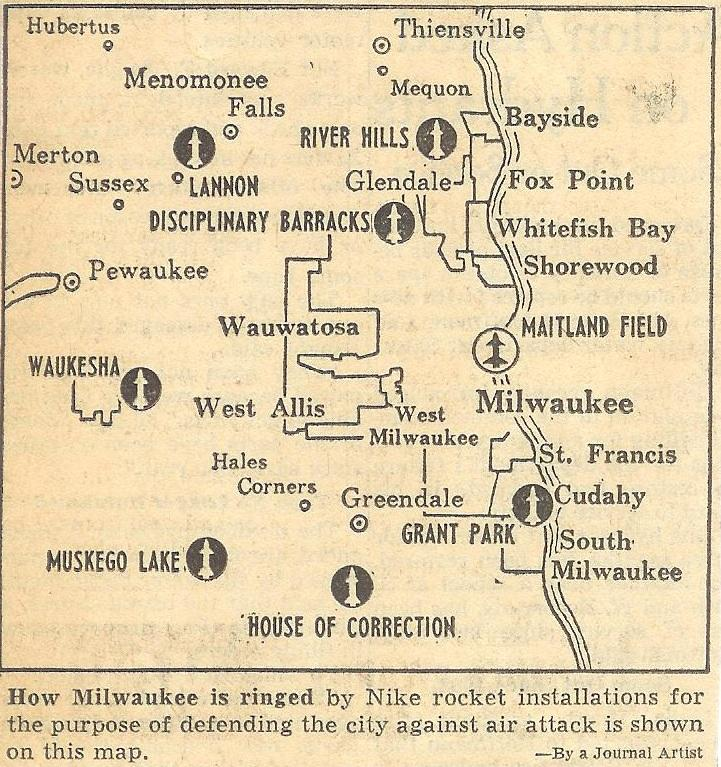 Hubertus
Thiensville
Menomonee
Falls
Mequon
RIVER HILLS
Bayside
Merton
Sussex
LANNON
Glendale
Fox Point
DISCIPLINARY BARRACKS
Whitefish Bay
Pewaukee
Shorewood
Wauwatosa
MAITLAND FIELD
WAUKESHA
West Allis
West
Milwaukee
Milwaukee
Hales
Corners
St. Francis
Greendale
Cudahy
GRANT PARK
South
Milwaukee
MUSKEGO LAKE
HOUSE OF CORRECTION
How Milwaukee is ringed by Nike rocket installations for
the purpose of defending the city against air attack is shown
on this map.
—By a Journal Artist